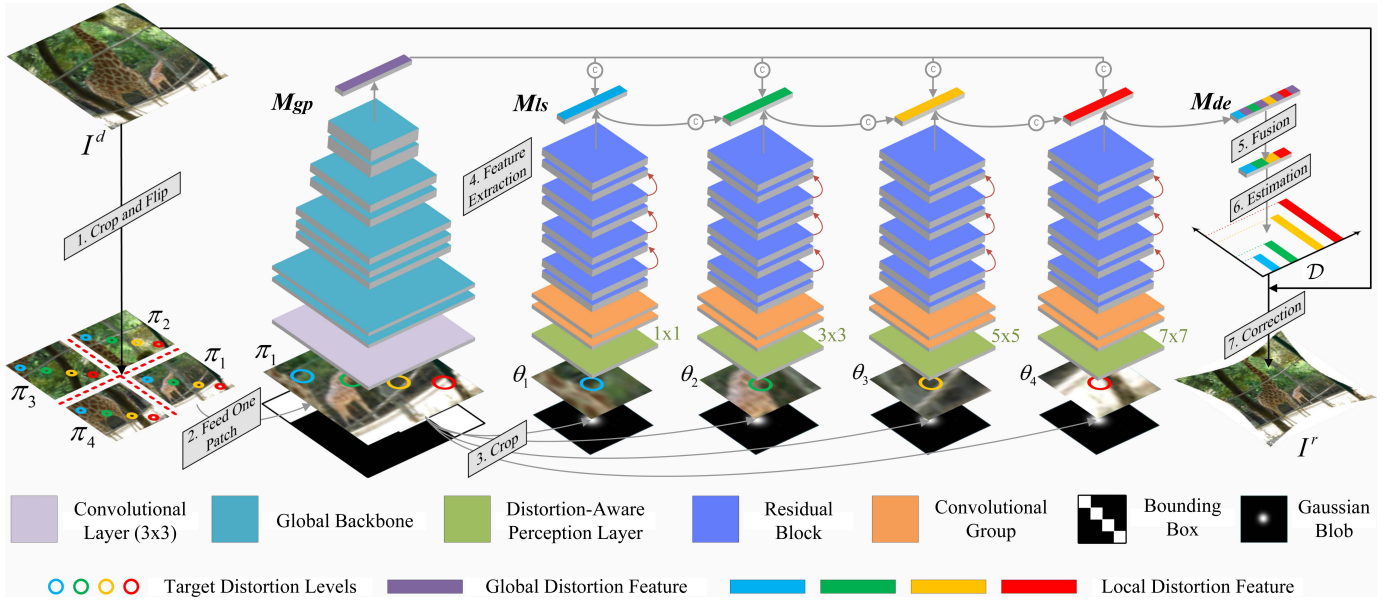 I^d
1. Crop and Flip
π_2
π_1
π_3
π_4
2. Feed One
Patch
M_gp
π_1
3. Crop
4. Feature
Extraction
C
C
C
C
M_ls
C
C
C
M_de
5. Fusion
6. Estimation
D
7. Correction
I^r
1x1
3x3
5x5
7x7
θ_1
θ_2
θ_3
θ_4
Convolutional
Layer (3x3)
Global Backbone
Distortion-Aware
Perception Layer
Residual
Block
Convolutional
Group
Bounding
Box
Gaussian
Blob
Target Distortion Levels
Global Distortion Feature
Local Distortion Feature